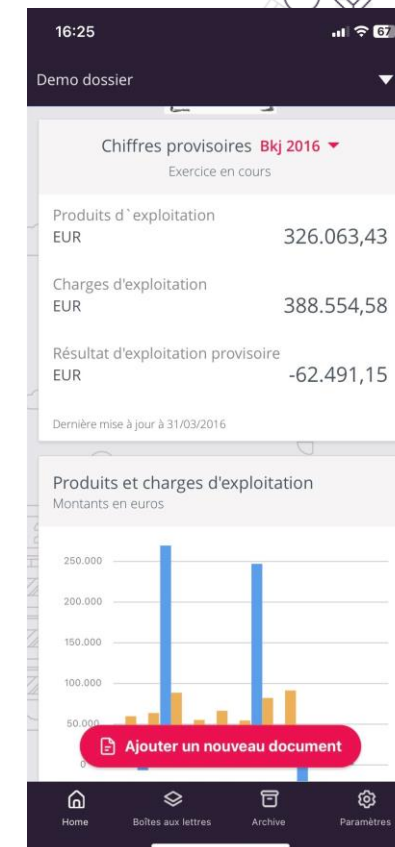 16:25
67
Demo dossier
Chiffres provisoires Bkj 2016
Exercice en cours
Produits d`exploitation
EUR
326.063,43
Charges d'exploitation
EUR
388.554,58
Résultat d'exploitation provisoire
EUR
-62.491,15
Dernière mise à jour à 31/03/2016
Produits et charges d'exploitation
Montants en euros
250.000
200.000
150.000
100.000
50.000
0
Ajouter un nouveau document
Home
Boîtes aux lettres
Archive
Paramètres